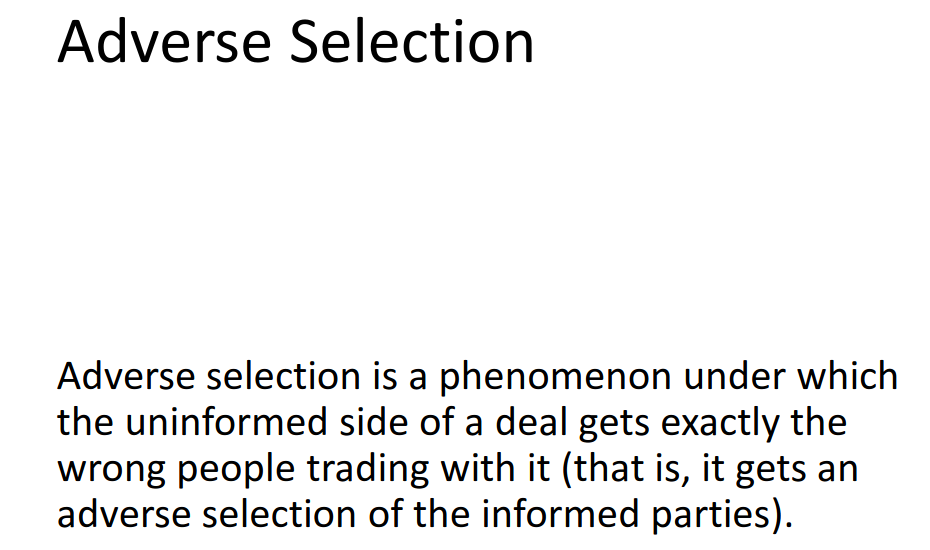 Adverse Selection
Adverse selection is a phenomenon under which
the uninformed side of a deal gets exactly the
wrong people trading with it (that is, it gets an
adverse selection of the informed parties).